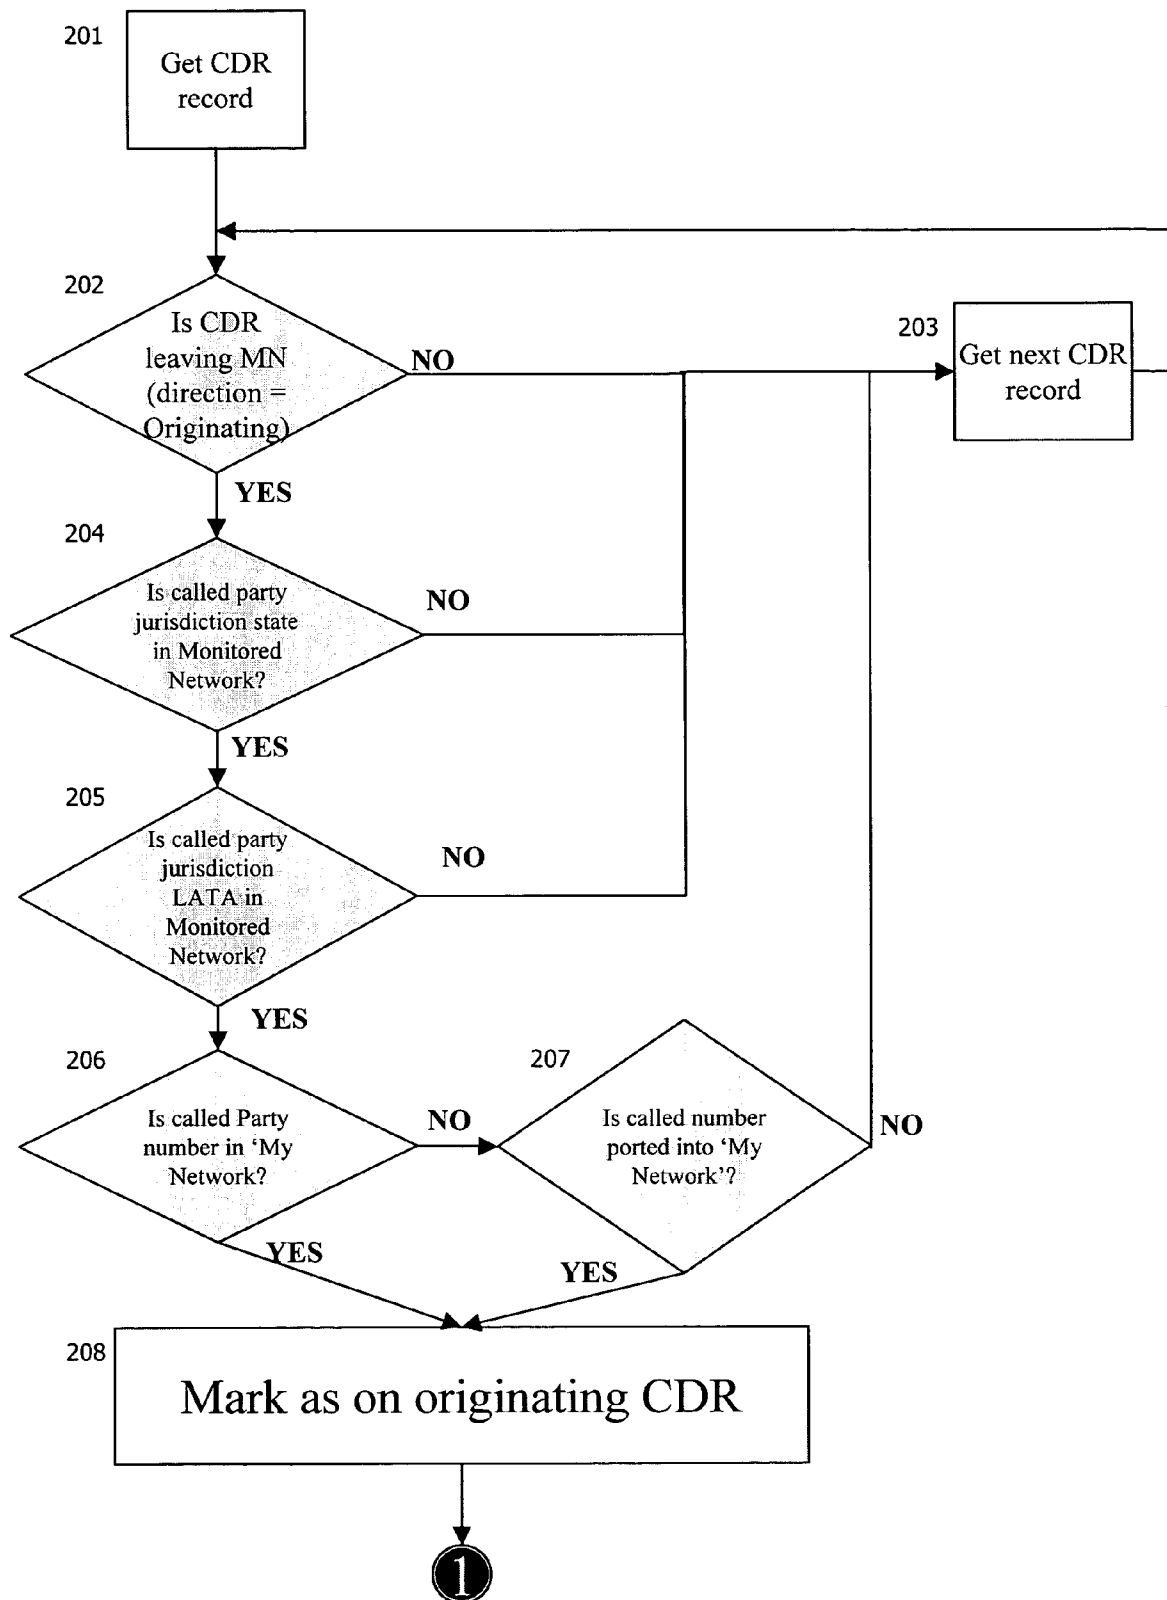 201
Get CDR
record
202
Is CDR
leaving MN
(direction =
Originating)
NO
203
Get next CDR
record
YES
204
Is called party
jurisdiction state
in Monitored
Network?
NO
YES
205
Is called party
jurisdiction
LATA in
Monitored
Network?
NO
YES
206
Is called Party
number in ‘My
Network?
NO
207
Is called number
ported into ‘My
Network’?
NO
YES
YES
208
Mark as on originating CDR
1